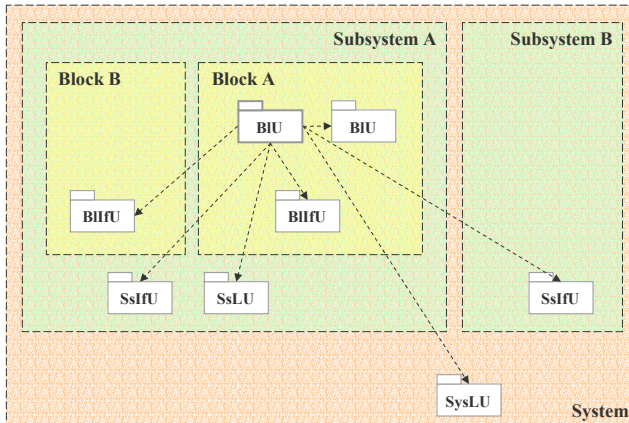 Subsystem A
Subsystem B
Block B
Block A
BlU
BlU
BlIfU
BlIfU
SsIfU
SsLU
SsIfU
SysLU
System